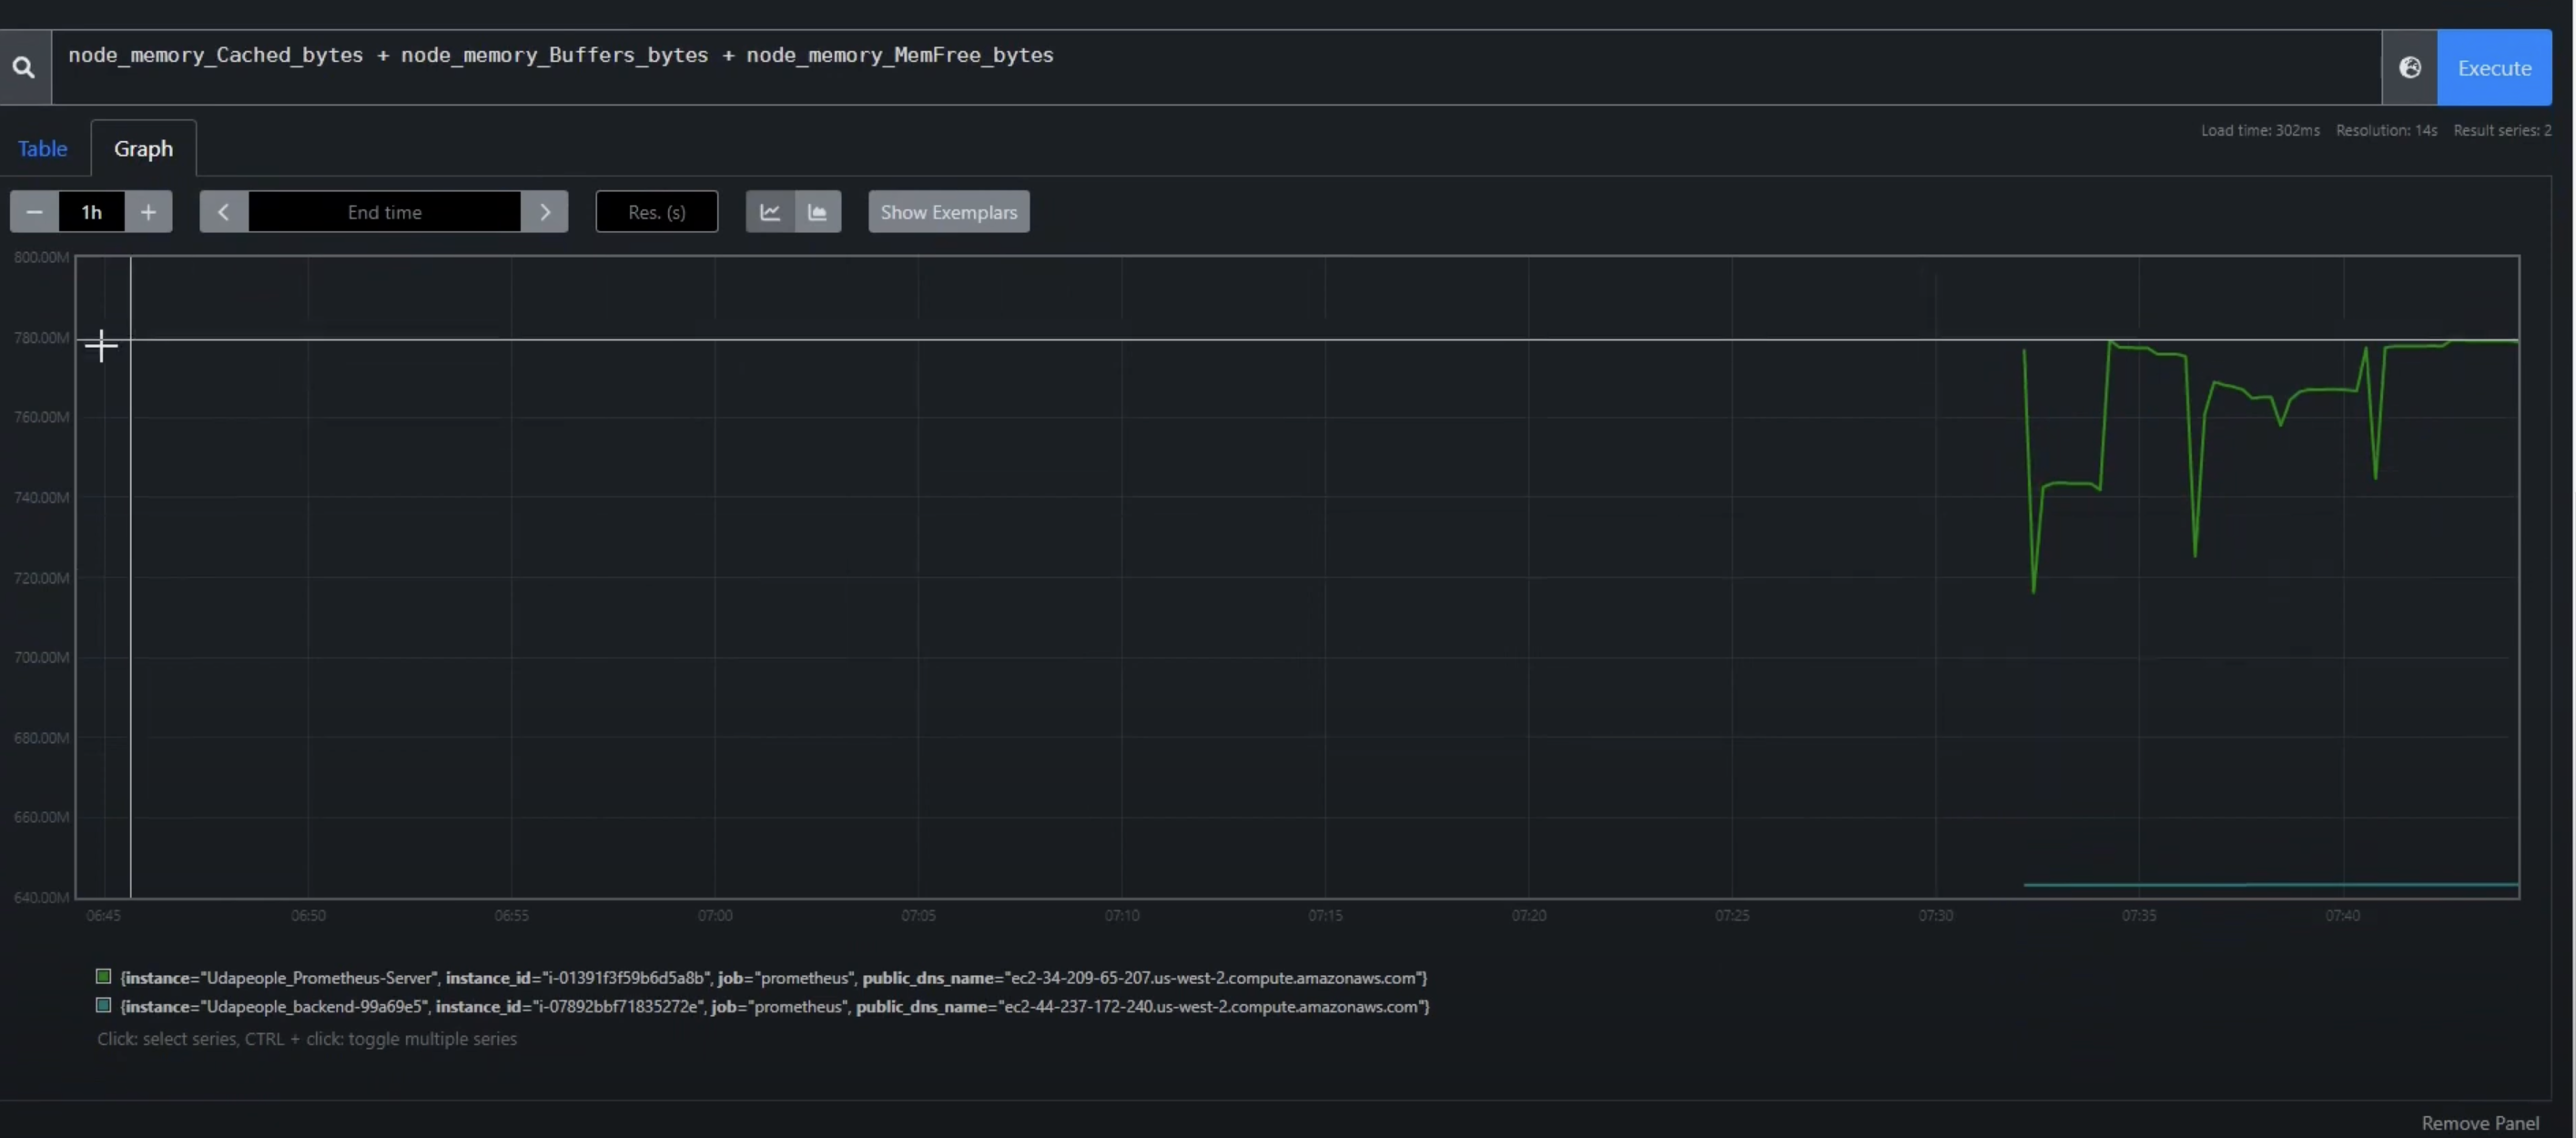 node_memory_Cached_bytes + node_memory_Buffers_bytes + node_memory_MemFree_bytes
Execute
Load time: 302ms Resolution: 14s Result series: 2
Table Graph
1h End time Res. (s) Show Exemplars
800.00M
780.00M
760.00M
740.00M
720.00M
700.00M
680.00M
660.00M
640.00M
06:45 06:50 06:55 07:00 07:05 07:10 07:15 07:20 07:25 07:30 07:35 07:40
{instance="Udapeople_Prometheus-Server", instance_id="i-01391f3f59b6d5a8b", job="prometheus", public_dns_name="ec2-34-209-65-207.us-west-2.compute.amazonaws.com"}
{instance="Udapeople_backend-99a69e5", instance_id="i-07892bbf71835272e", job="prometheus", public_dns_name="ec2-44-237-172-240.us-west-2.compute.amazonaws.com"}
Click: select series, CTRL + click: toggle multiple series
Remove Panel